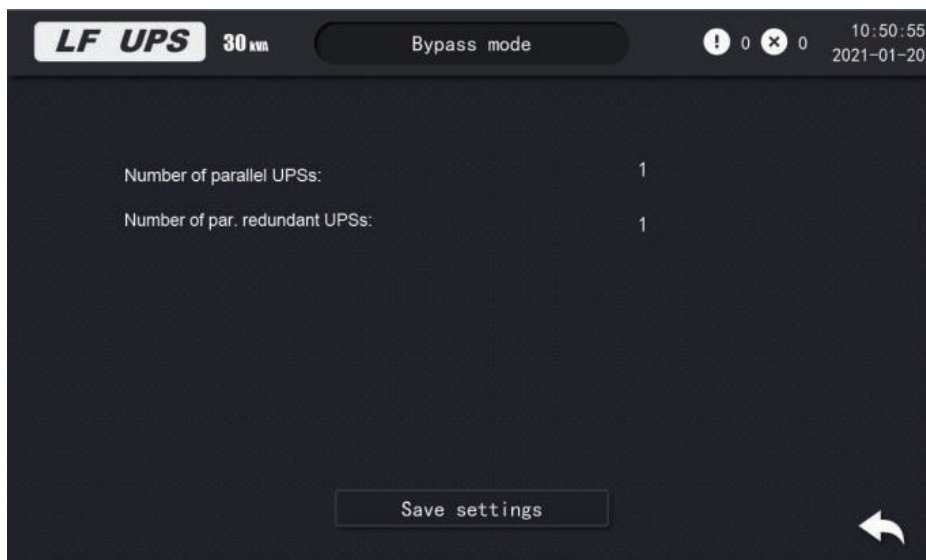 LF UPS 30 KVA Bypass mode ! 0 × 0 10:50:55
2021-01-20
Number of parallel UPSs: 1
Number of par. redundant UPSs: 1
Save settings